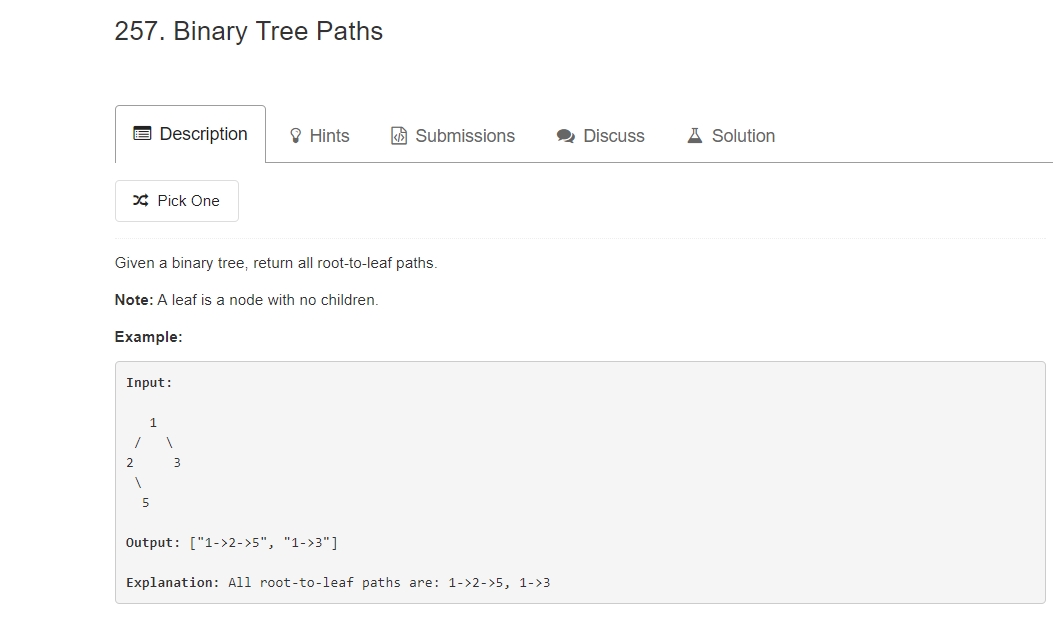 257. Binary Tree Paths
Description Hints Submissions Discuss Solution
Pick One
Given a binary tree, return all root-to-leaf paths.
Note: A leaf is a node with no children.
Example:
Input:
1
/ \
2 3
\
5
Output: ["1->2->5", "1->3"]
Explanation: All root-to-leaf paths are: 1->2->5, 1->3